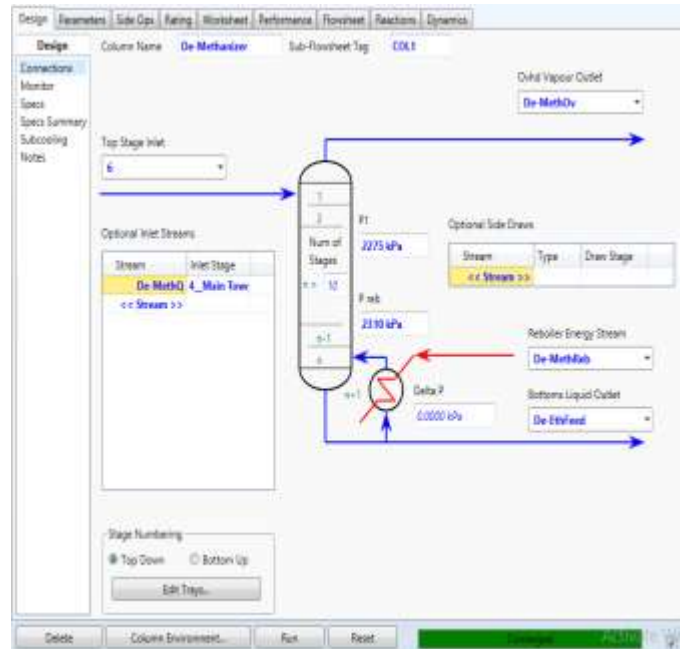 Design Parameters Side Ops Rating Worksheet Performance Flowsheet Reactions Dynamics
Design
Connections
Monitor
Specs
Specs Summary
Subcooling
Notes
Column Name De-Methanizer Sub-Flowsheet Tag COL1
Ovhd Vapour Outlet
De-MethOv
Top Stage Inlet
6
Optional Inlet Streams
Stream Inlet Stage
De-MethQ 4_Main Tow
<< Stream >>
1
2
Num of
Stages
n = 10
n-1
n
P1
2275 kPa
P reb
2310 kPa
Optional Side Draws
Stream Type Draw Stage
<< Stream >>
Reboiler Energy Stream
De-MethReb
n+1
Delta P
0.0000 kPa
Bottoms Liquid Outlet
De-EthFeed
Stage Numbering
Top Down Bottom Up
Edit Trays...
Delete Column Environment... Run Reset Converged